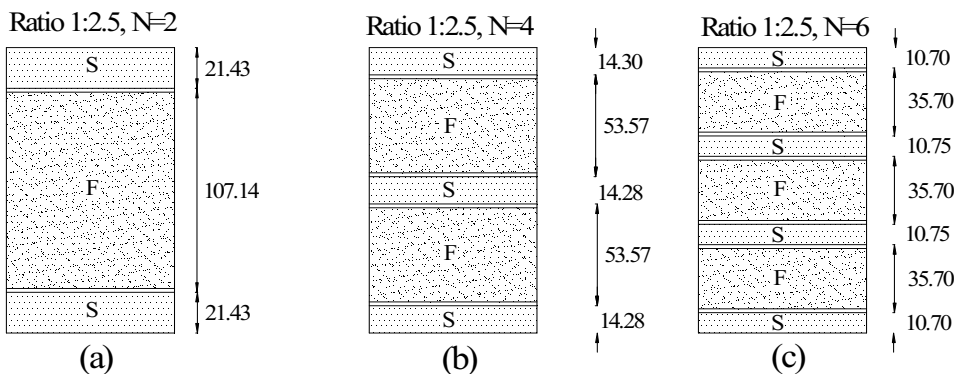 Ratio 1:2.5, N=2
S
21.43
F
107.14
S
21.43
(a)
Ratio 1:2.5, N=4
S
14.30
F
53.57
S
14.28
F
53.57
S
14.28
(b)
Ratio 1:2.5, N=6
S
10.70
F
35.70
S
10.75
F
35.70
S
10.75
F
35.70
S
10.70
(c)